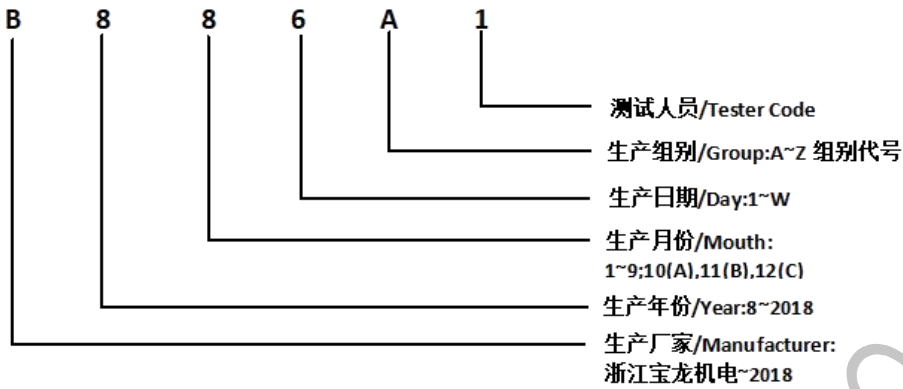 B 8 8 6 A 1
测试人员/Tester Code
生产组别/Group:A~Z 组别代号
生产日期/Day:1~W
生产月份/Mouth:
1~9;10(A),11(B),12(C)
生产年份/Year:8~2018
生产厂家/Manufacturer:
浙江宝龙机电~2018